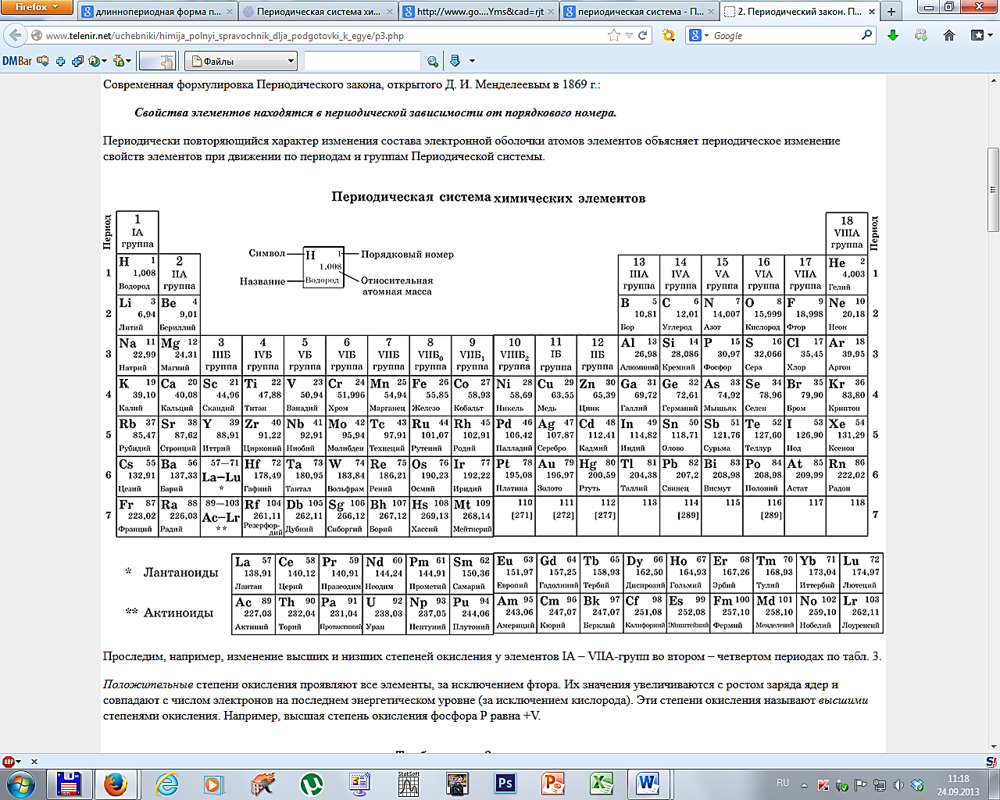 Firefox
длиннопериодная форма п...
Периодическая система хи...
http://www.go....Yms&cad=rjt
периодическая система - П...
2. Периодический закон. П...
www.telenir.net/uchebniki/himija_polnyi_spravochnik_dlja_podgotovki_k_egye/p3.php
Google
DMBar
Файлы
Современная формулировка Периодического закона, открытого Д. И. Менделеевым в 1869 г.:
Свойства элементов находятся в периодической зависимости от порядкового номера.
Периодически повторяющийся характер изменения состава электронной оболочки атомов элементов объясняет периодическое изменение
свойств элементов при движении по периодам и группам Периодической системы.
Периодическая система химических элементов
Период 1 18 Период
IA VIIIA
группа группа
Символ H 1 Порядковый номер
1,008
Название Водород Относительная
атомная масса
1 H 1 2 13 14 15 16 17 He 2 1
1,008 IIA IIIA IVA VA VIA VIIA 4,003
Водород группа группа группа группа группа группа Гелий
2 Li 3 Be 4 B 5 C 6 N 7 O 8 F 9 Ne 10 2
6,94 9,01 10,81 12,01 14,007 15,999 18,998 20,18
Литий Бериллий Бор Углерод Азот Кислород Фтор Неон
3 Na 11 Mg 12 3 4 5 6 7 8 9 10 11 12 Al 13 Si 14 P 15 S 16 Cl 17 Ar 18 3
22,99 24,31 IIIБ IVБ VБ VIБ VIIБ VIIБ0 VIIБ1 VIIIБ2 IБ IIБ 26,98 28,086 30,97 32,066 35,45 39,95
Натрий Магний группа группа группа группа группа группа группа группа группа группа Алюминий Кремний Фосфор Сера Хлор Аргон
4 K 19 Ca 20 Sc 21 Ti 22 V 23 Cr 24 Mn 25 Fe 26 Co 27 Ni 28 Cu 29 Zn 30 Ga 31 Ge 32 As 33 Se 34 Br 35 Kr 36 4
39,10 40,08 44,96 47,88 50,94 51,996 54,94 55,85 58,93 58,69 63,55 65,39 69,72 72,61 74,92 78,96 79,90 83,80
Калий Кальций Скандий Титан Ванадий Хром Марганец Железо Кобальт Никель Медь Цинк Галлий Германий Мышьяк Селен Бром Криптон
5 Rb 37 Sr 38 Y 39 Zr 40 Nb 41 Mo 42 Tc 43 Ru 44 Rh 45 Pd 46 Ag 47 Cd 48 In 49 Sn 50 Sb 51 Te 52 I 53 Xe 54 5
85,47 87,62 88,91 91,22 92,91 95,94 97,91 101,07 102,91 106,42 107,87 112,41 114,82 118,71 121,76 127,60 126,90 131,29
Рубидий Стронций Иттрий Цирконий Ниобий Молибден Технеций Рутений Родий Палладий Серебро Кадмий Индий Олово Сурьма Теллур Иод Ксенон
6 Cs 55 Ba 56 57—71 Hf 72 Ta 73 W 74 Re 75 Os 76 Ir 77 Pt 78 Au 79 Hg 80 Tl 81 Pb 82 Bi 83 Po 84 At 85 Rn 86 6
132,91 137,33 La–Lu 178,49 180,95 183,84 186,21 190,23 192,22 195,08 196,97 200,59 204,38 207,2 208,98 208,98 209,99 222,02
Цезий Барий * Гафний Тантал Вольфрам Рений Осмий Иридий Платина Золото Ртуть Таллий Свинец Висмут Полоний Астат Радон
7 Fr 87 Ra 88 89—103 Rf 104 Db 105 Sg 106 Bh 107 Hs 108 Mt 109 110 111 112 113 114 115 116 117 118 7
223,02 226,03 Ac–Lr 261,11 262,11 266,12 267,12 269,13 268,14 [271] [272] [277] [289] [289]
Франций Радий ** Резерфор-дий Дубний Сиборгий Борий Хассий Мейтнерий
* Лантаноиды La 57 Ce 58 Pr 59 Nd 60 Pm 61 Sm 62 Eu 63 Gd 64 Tb 65 Dy 66 Ho 67 Er 68 Tm 70 Yb 71 Lu 72
138,91 140,12 140,91 144,24 144,91 150,36 151,97 157,25 158,93 162,50 164,93 167,26 168,93 173,04 174,97
Лантан Церий Празеодим Неодим Прометий Самарий Европий Гадолиний Тербий Диспрозий Гольмий Эрбий Тулий Иттербий Лютеций
** Актиноиды Ac 89 Th 90 Pa 91 U 92 Np 93 Pu 94 Am 95 Cm 96 Bk 97 Cf 98 Es 99 Fm 100 Md 101 No 102 Lr 103
227,03 232,04 231,04 238,03 237,05 244,06 243,06 247,07 247,07 251,08 252,08 257,10 258,10 259,10 262,11
Актиний Торий Протактиний Уран Нептуний Плутоний Америций Кюрий Берклий Калифорний Эйнштейний Фермий Менделевий Нобелий Лоуренсий
Проследим, например, изменение высших и низших степеней окисления у элементов IA – VIIA-групп во втором – четвертом периодах по табл. 3.
Положительные степени окисления проявляют все элементы, за исключением фтора. Их значения увеличиваются с ростом заряда ядер и
совпадают с числом электронов на последнем энергетическом уровне (за исключением кислорода). Эти степени окисления называют высшими
степенями окисления. Например, высшая степень окисления фосфора P равна +V.
ABP
StatSoft
Ps
RU
11:18
24.09.2013